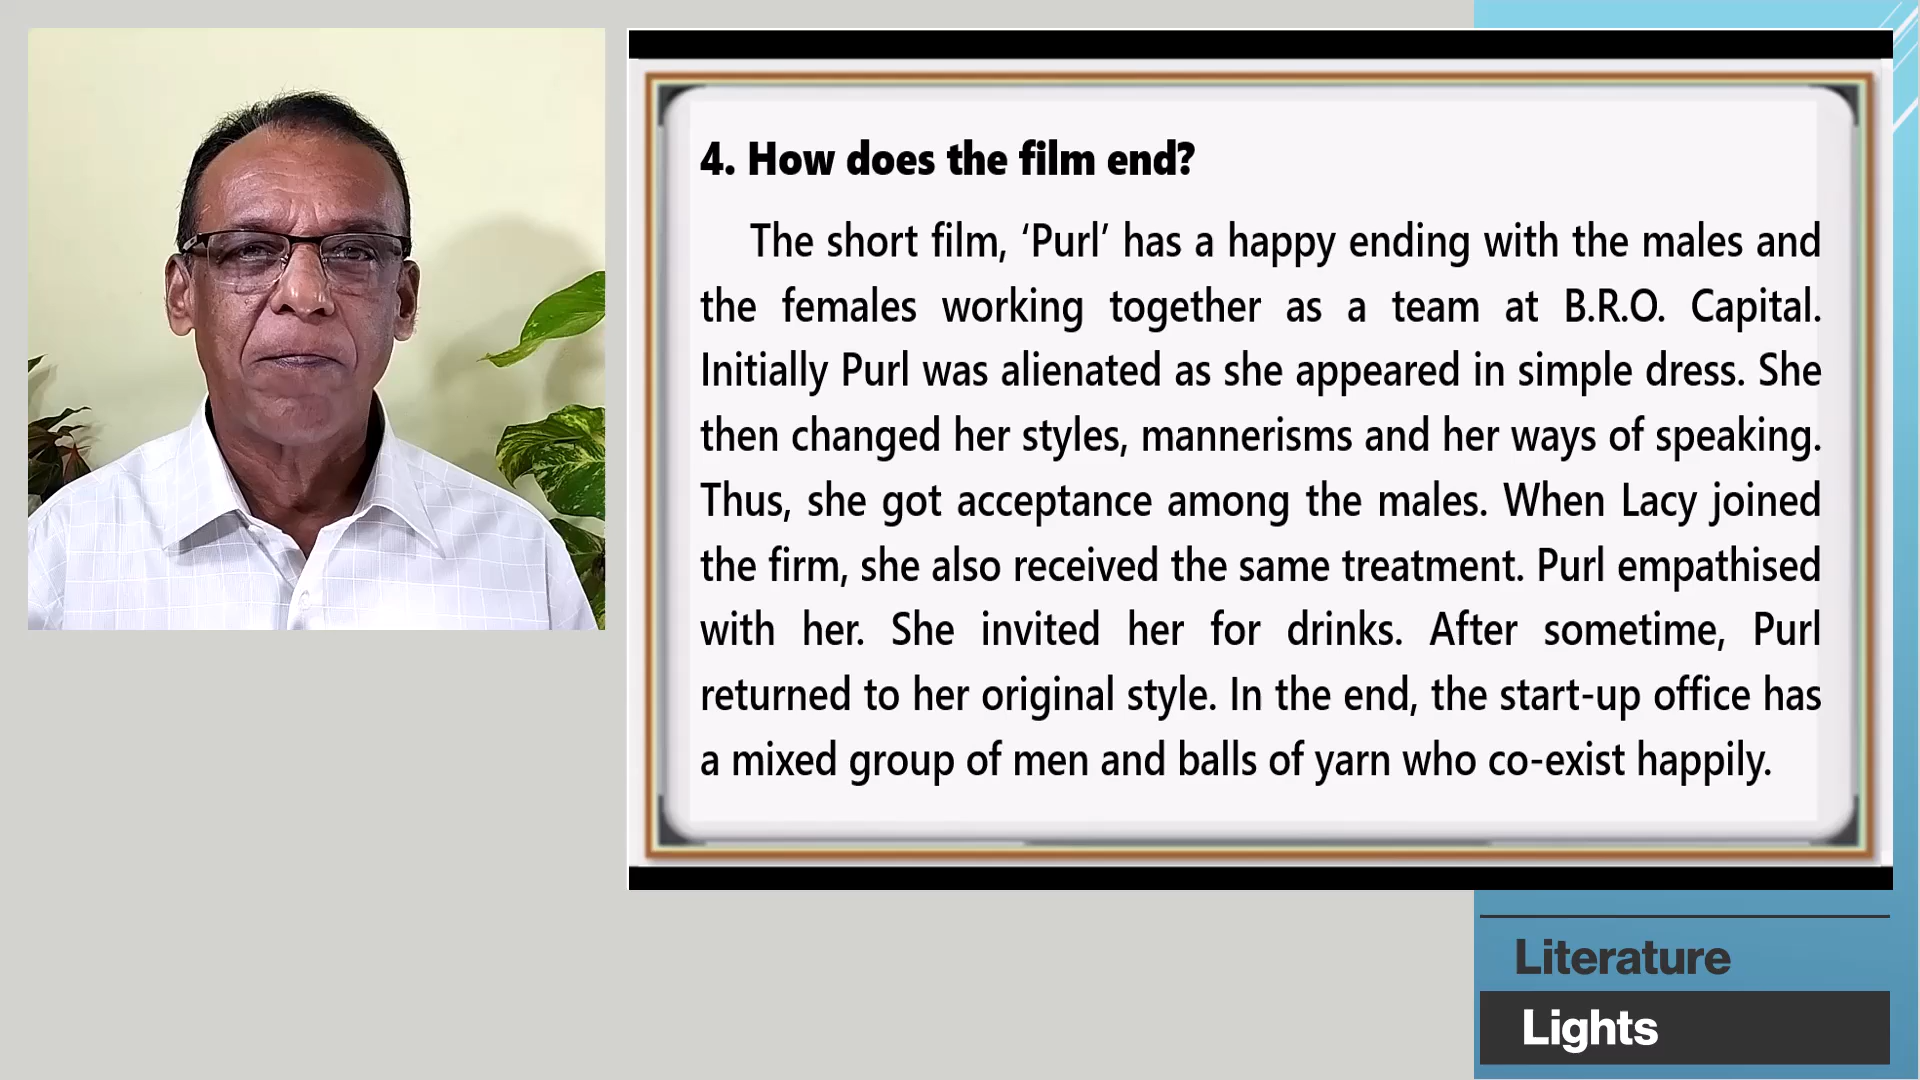 4. How does the film end?
The short film, ‘Purl’ has a happy ending with the males and
the females working together as a team at B.R.O. Capital.
Initially Purl was alienated as she appeared in simple dress. She
then changed her styles, mannerisms and her ways of speaking.
Thus, she got acceptance among the males. When Lacy joined
the firm, she also received the same treatment. Purl empathised
with her. She invited her for drinks. After sometime, Purl
returned to her original style. In the end, the start-up office has
a mixed group of men and balls of yarn who co-exist happily.
Literature
Lights